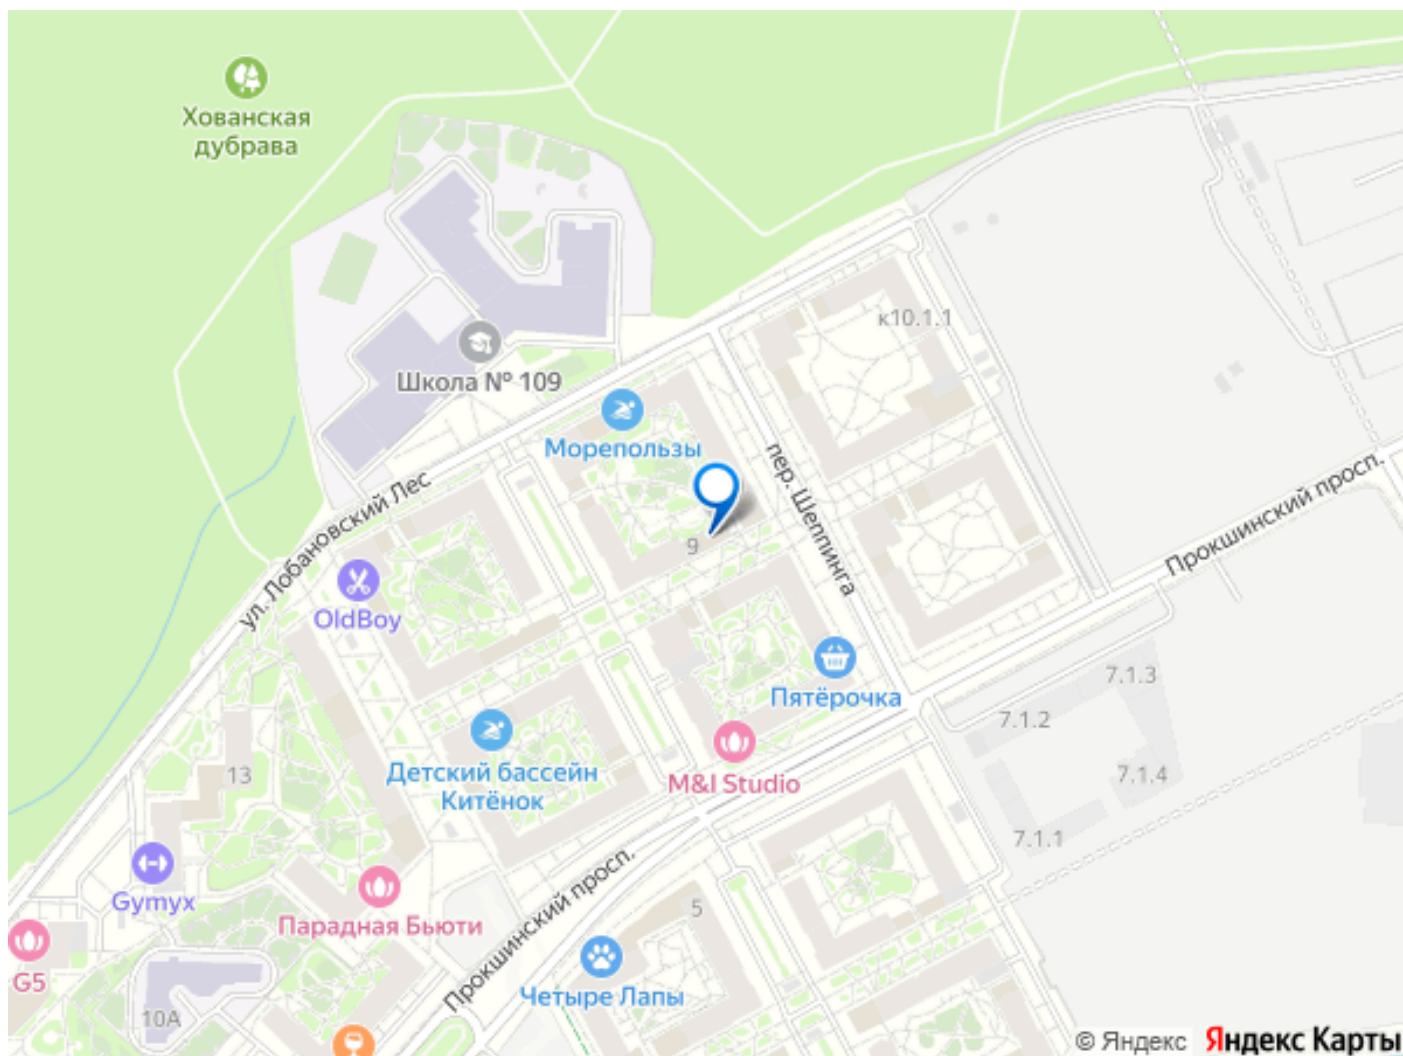 Хованская
дубрава
к10.1.1
Школа № 109
Морепользы
пер. Шеппинга
Прокшинский просп.
ул. Лобановский Лес
9
OldBoy
Пятёрочка
7.1.3
7.1.2
M&I Studio
Детский бассейн
Китёнок
13
7.1.4
7.1.1
Gymyx
Парадная Бьюти
Прокшинский просп.
5
G5
Четыре Лапы
10А
© Яндекс Яндекс Карты